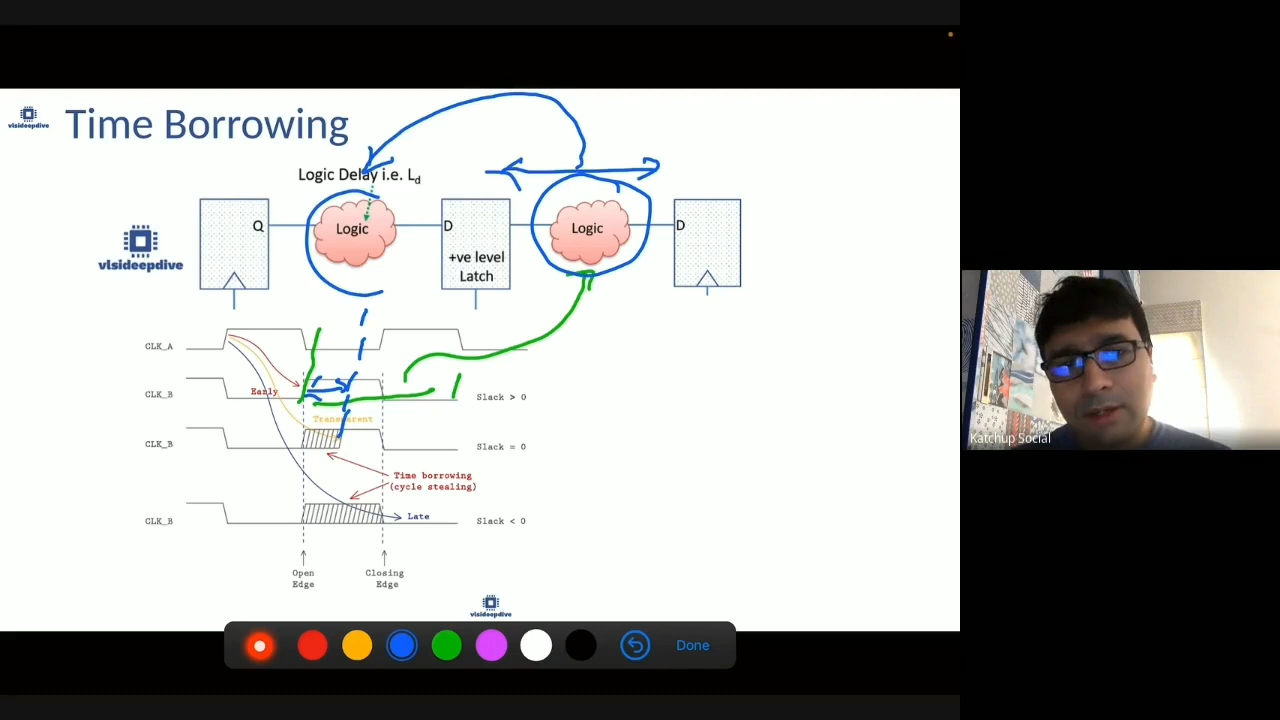 vlsideepdive
Time Borrowing
Logic Delay i.e. Ld
Q
Logic
D
+ve level
Latch
Logic
D
vlsideepdive
CLK_A
CLK_B
Early
Slack > 0
Transparent
CLK_B
Slack = 0
Time borrowing
(cycle stealing)
CLK_B
Late
Slack < 0
Open
Edge
Closing
Edge
vlsideepdive
Done
Katchup Social